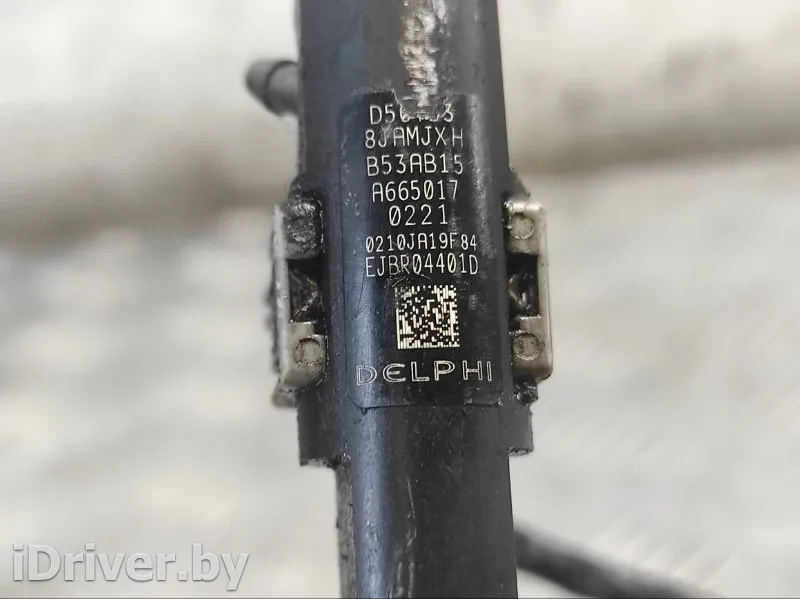 8JAMJXH
B53AB15
A665017
0221
0210JA19F84
EJBR04401D
DELPHI
iDriver.by